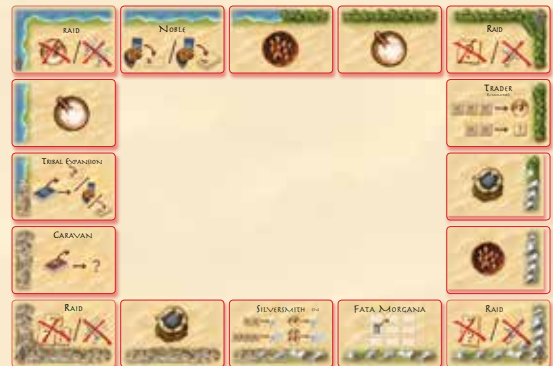 Raid
Noble
Raid
Trader
Tribal Expansion
Caravan
Raid
Silversmith
Fata Morgana
Raid